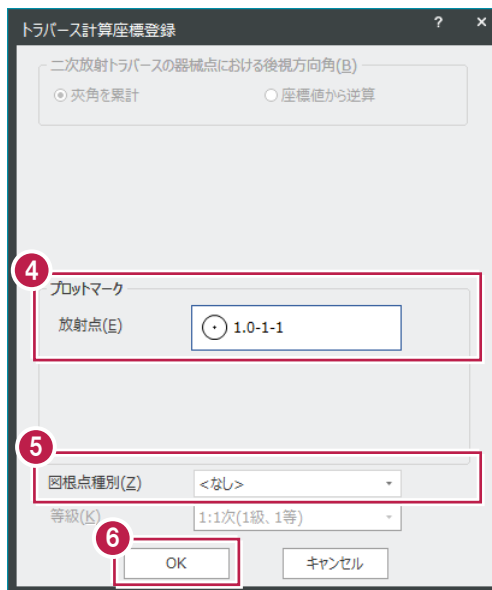 トラバース計算座標登録 ? ×
二次放射トラバースの器械点における後視方向角(B)
夾角を累計 座標値から逆算
4
プロットマーク
放射点(E) 1.0-1-1
5
図根点種別(Z) <なし>
等級(K) 1:1次(1級、1等)
6
OK キャンセル